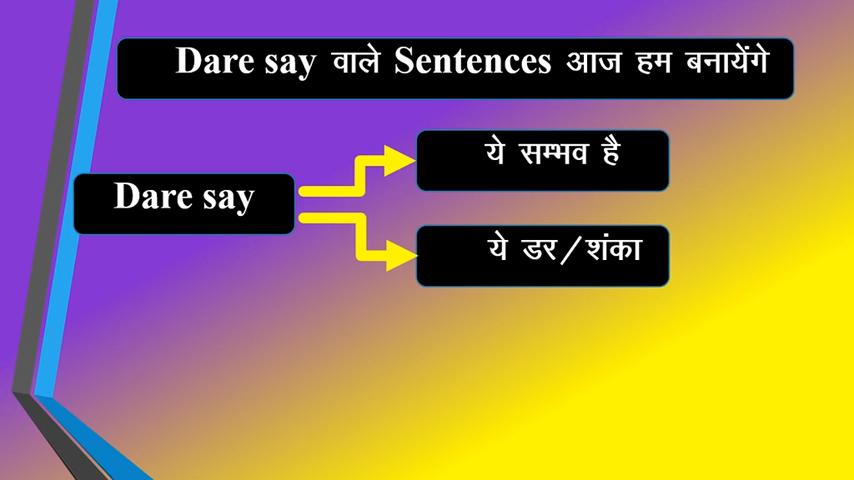 Dare say वाले Sentences आज हम बनायेंगे
ये सम्भव है
Dare say
ये डर/शंका